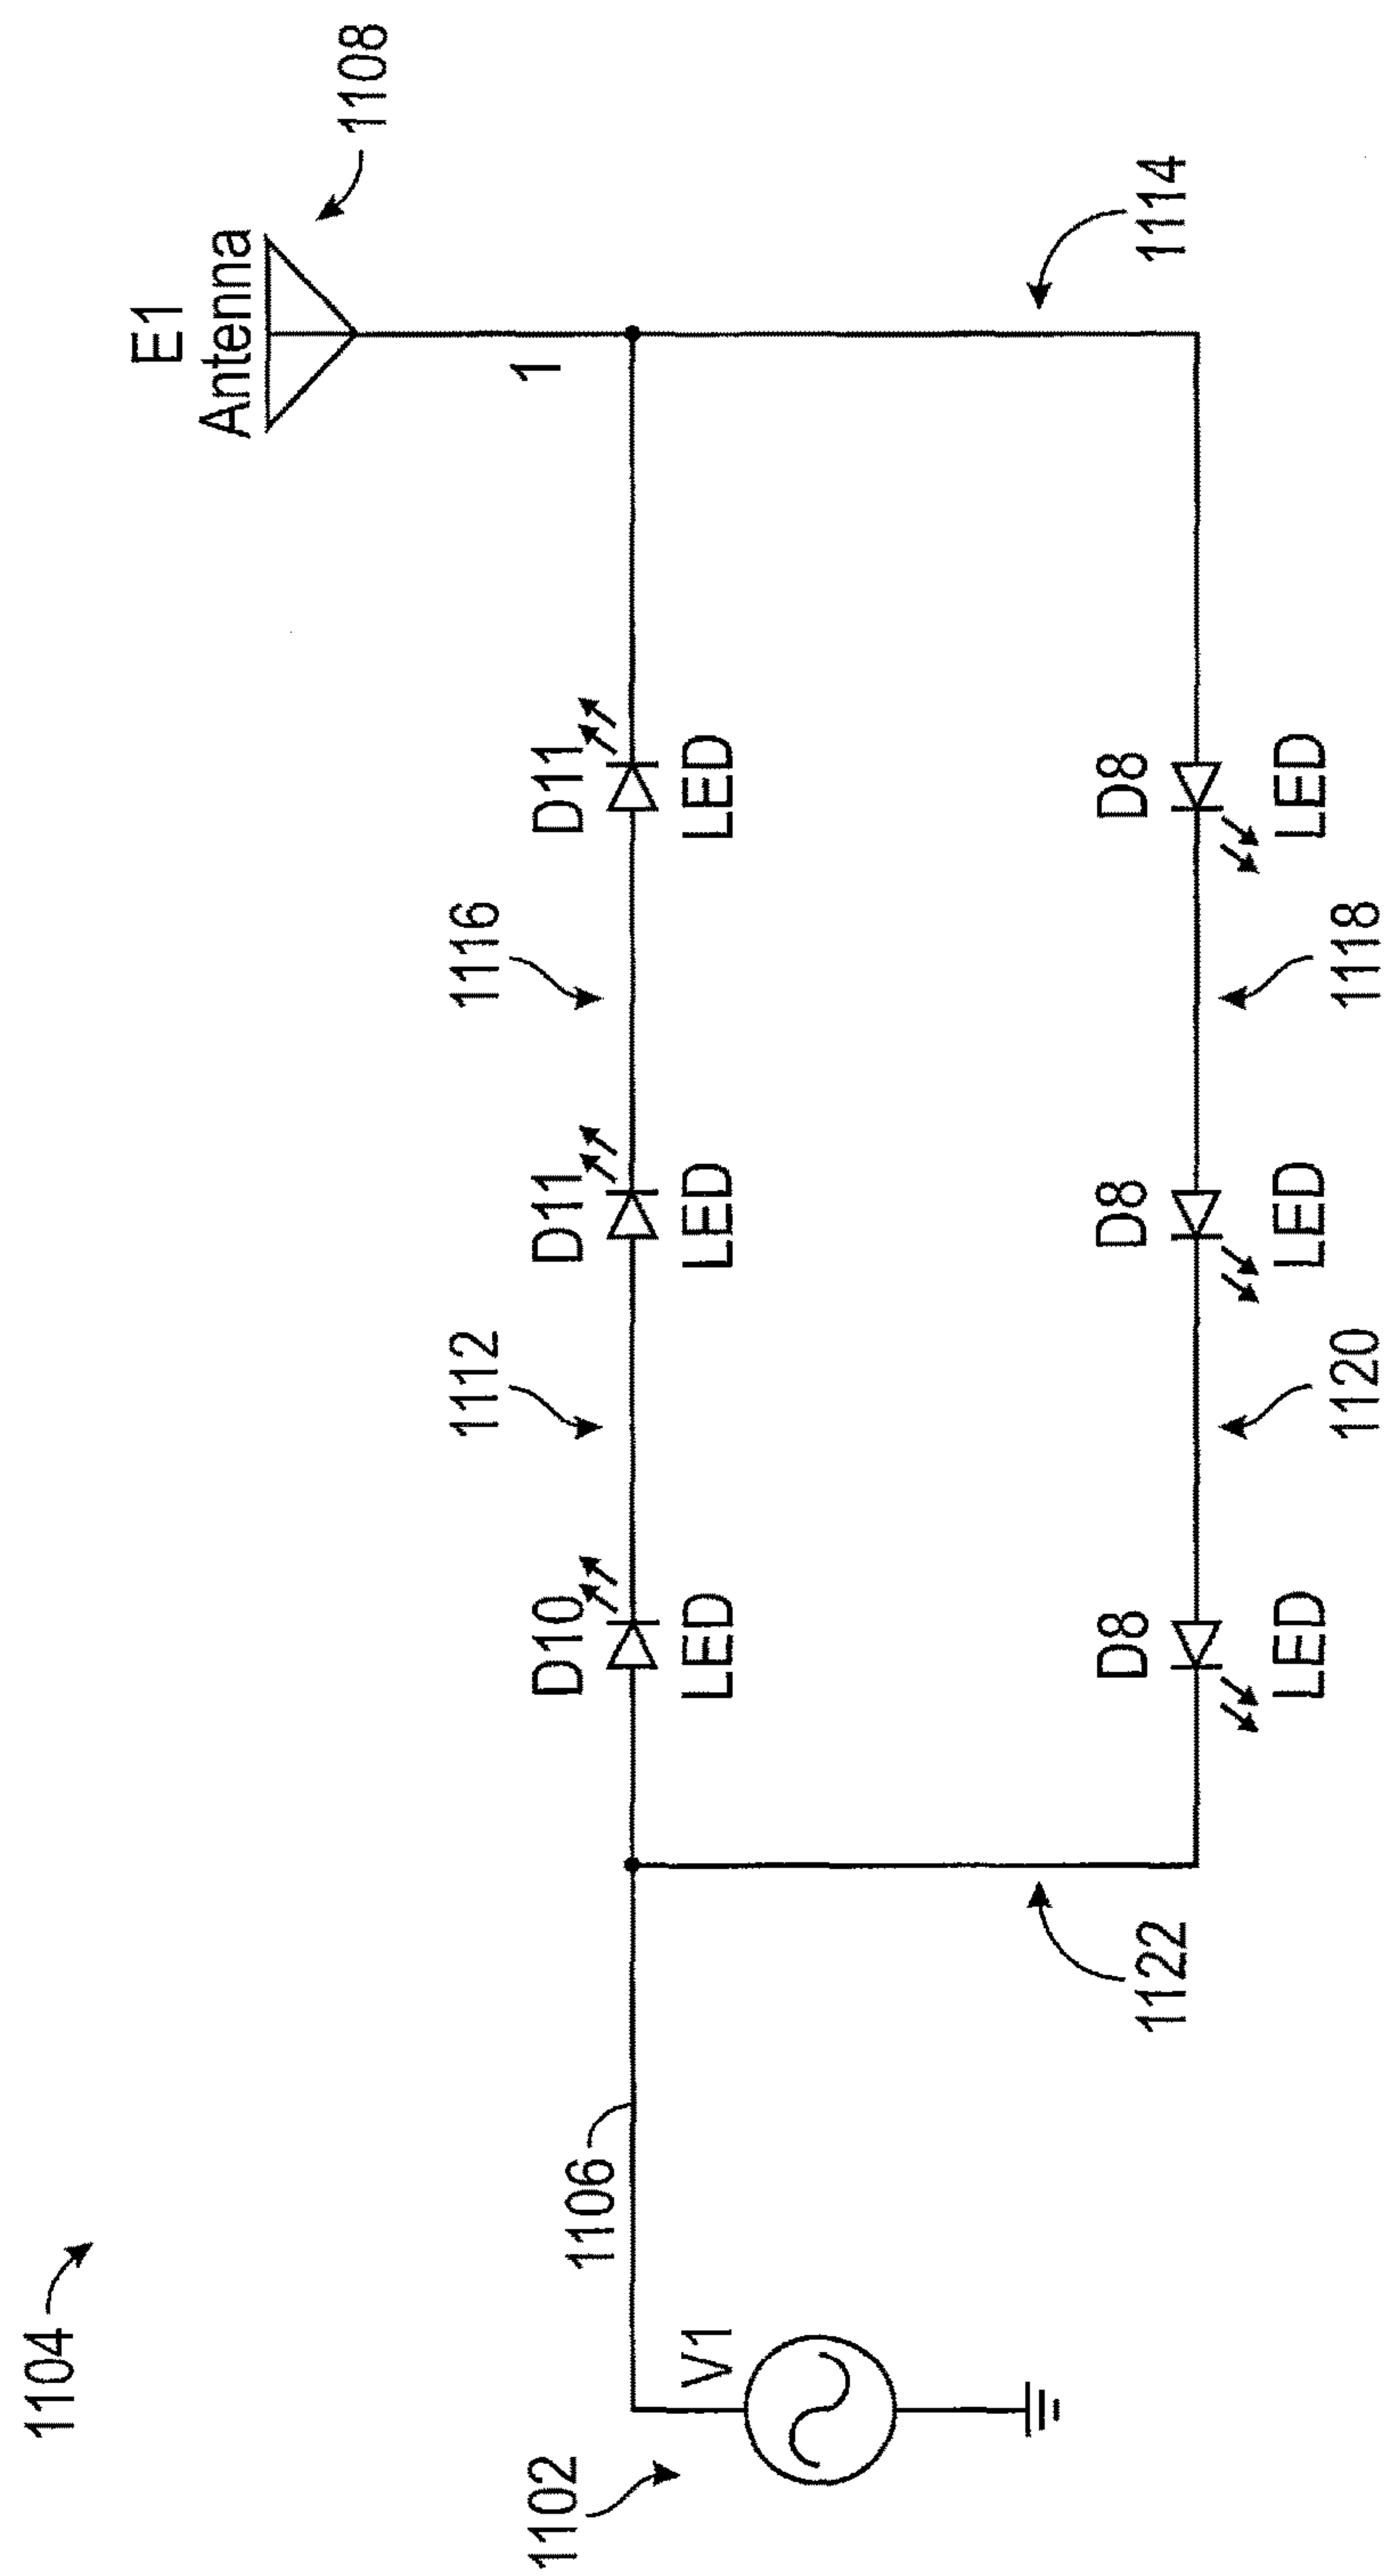 1104
E1
Antenna
1108
1112
1116
1102
D10
D11
D11
1
1106
V1
LED
LED
LED
D8
D8
D8
1122
1114
LED
LED
LED
1120
1118